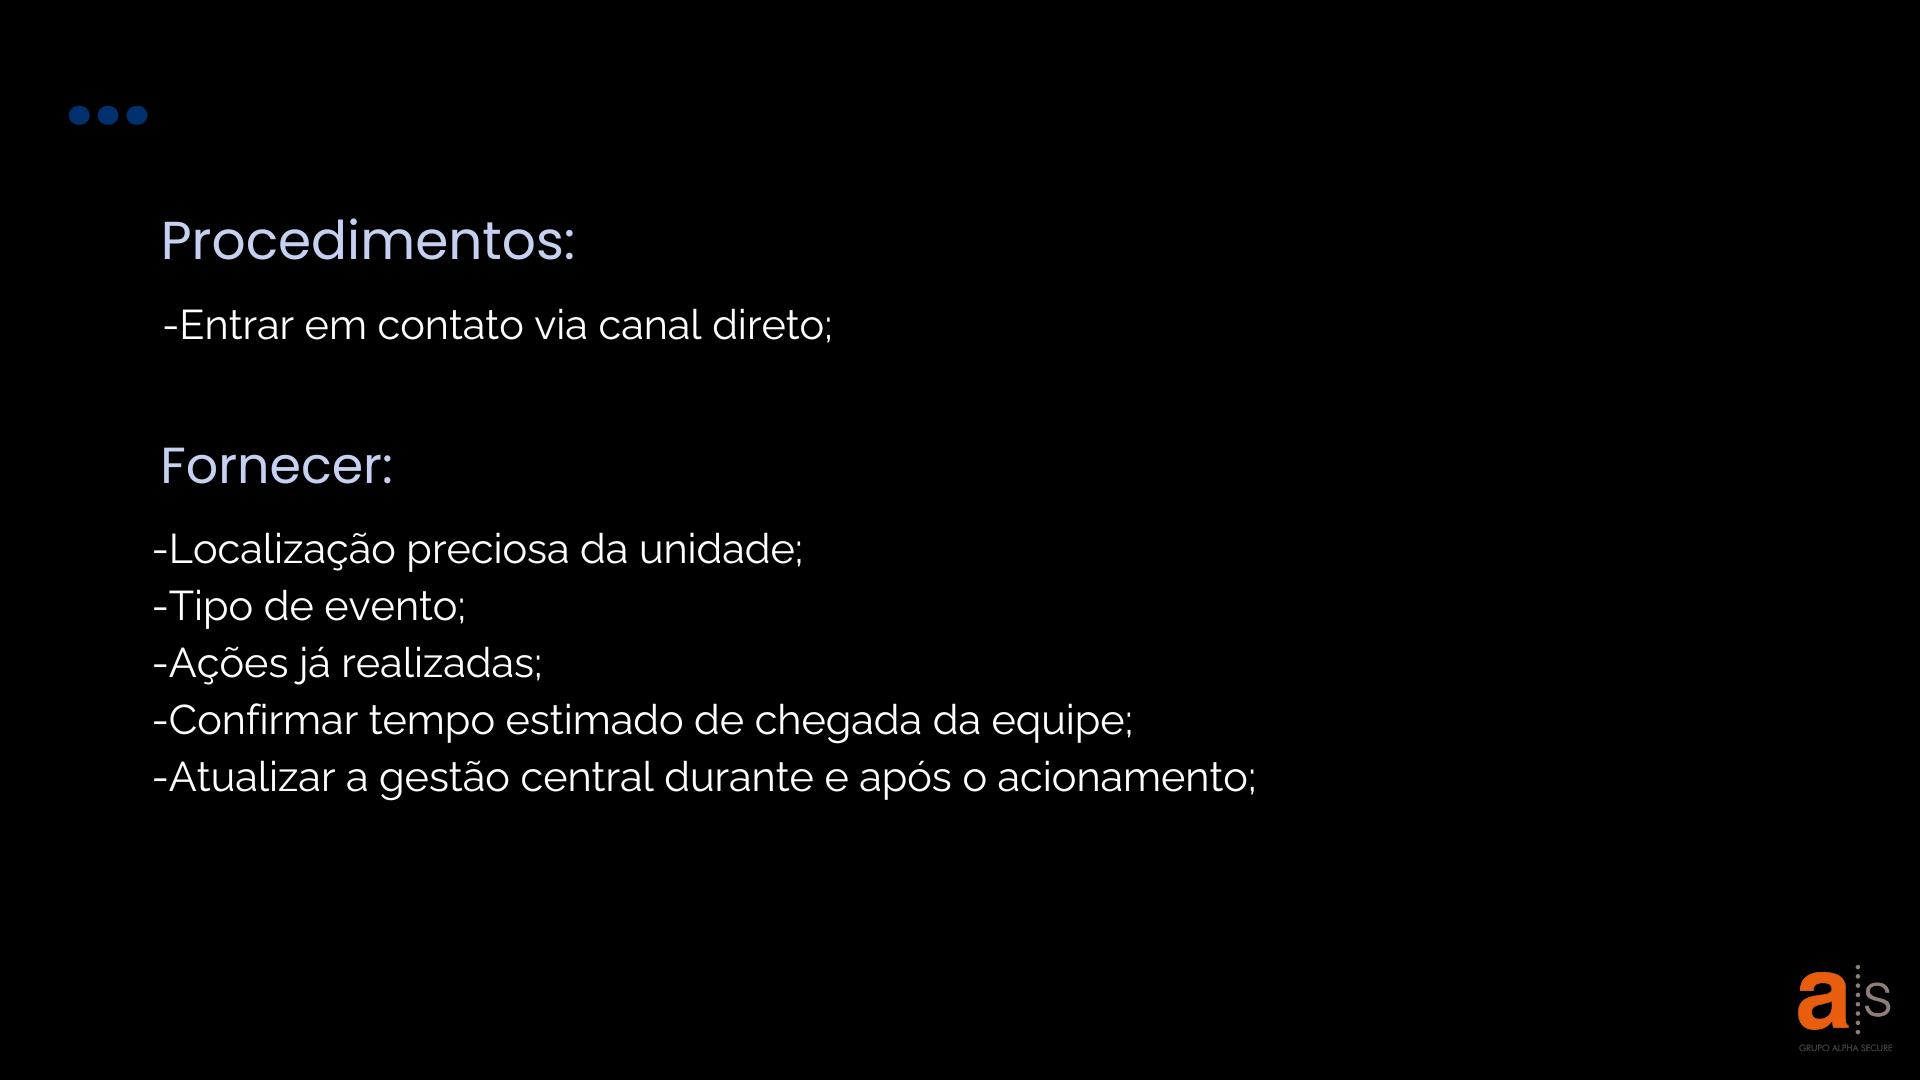 Procedimentos:
-Entrar em contato via canal direto;
Fornecer:
-Localização preciosa da unidade;
-Tipo de evento;
-Ações já realizadas;
-Confirmar tempo estimado de chegada da equipe;
-Atualizar a gestão central durante e após o acionamento;
a s
GRUPO ALPHA SECURE